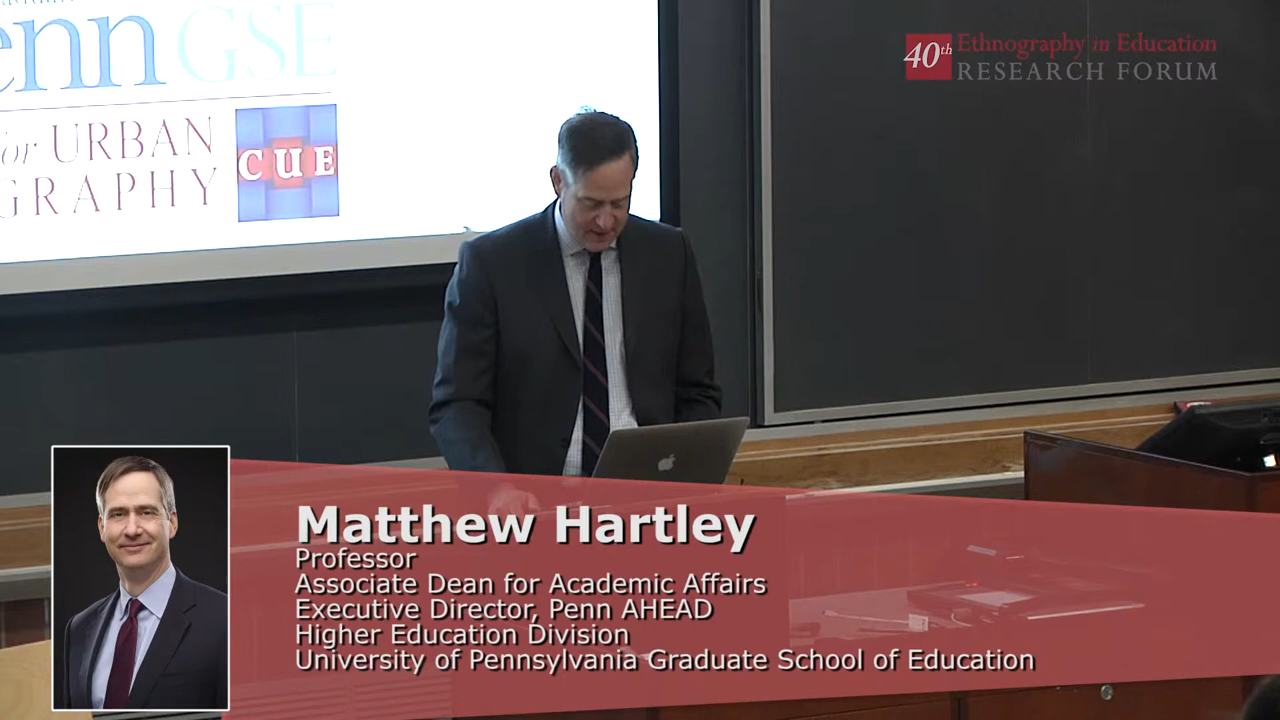 enn GSE
for URBAN
GRAPHY
CUE
40th Ethnography in Education
RESEARCH FORUM
Matthew Hartley
Professor
Associate Dean for Academic Affairs
Executive Director, Penn AHEAD
Higher Education Division
University of Pennsylvania Graduate School of Education